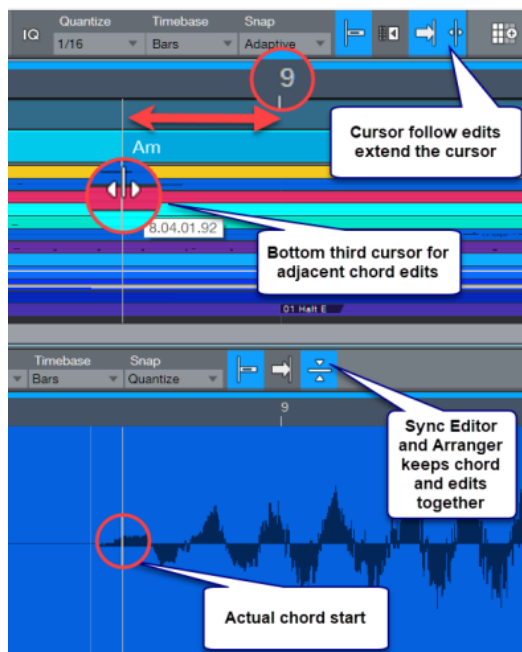 IQ
Quantize
Timebase
Snap
1/16
Bars
Adaptive
9
Cursor follow edits
extend the cursor
Am
8.04.01.92
Bottom third cursor for
adjacent chord edits
01 Halt E
Timebase
Snap
Bars
Quantize
9
Sync Editor
and Arranger
keeps chord
and edits
together
Actual chord start